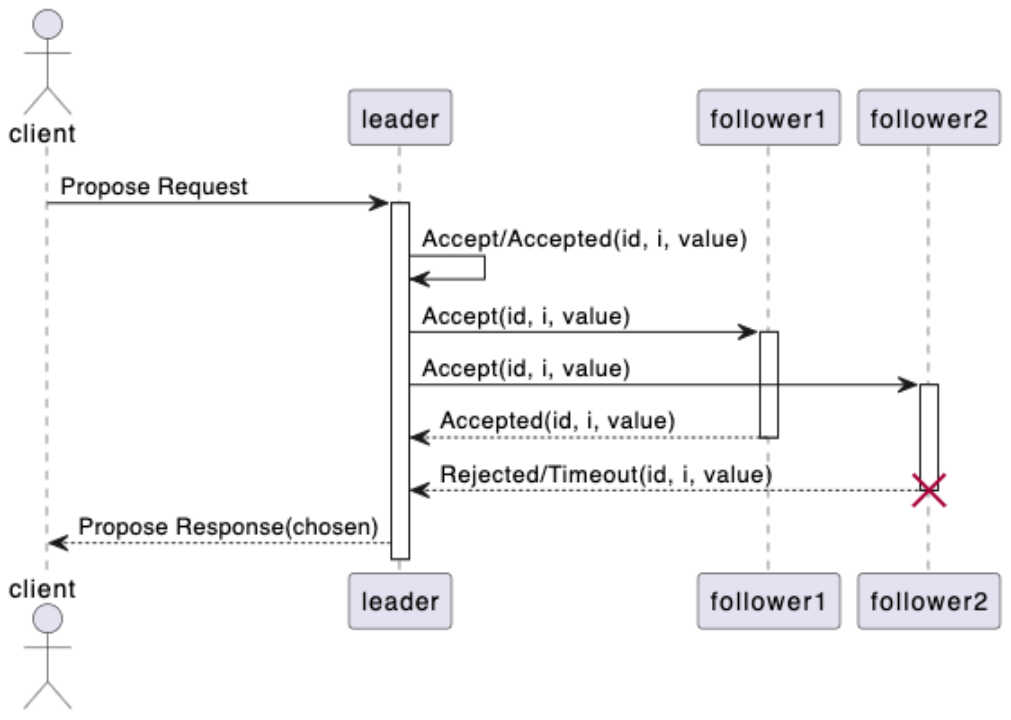 client
leader
follower1
follower2
Propose Request
Accept/Accepted(id, i, value)
Accept(id, i, value)
Accept(id, i, value)
Accepted(id, i, value)
Rejected/Timeout(id, i, value)
Propose Response(chosen)
client
leader
follower1
follower2